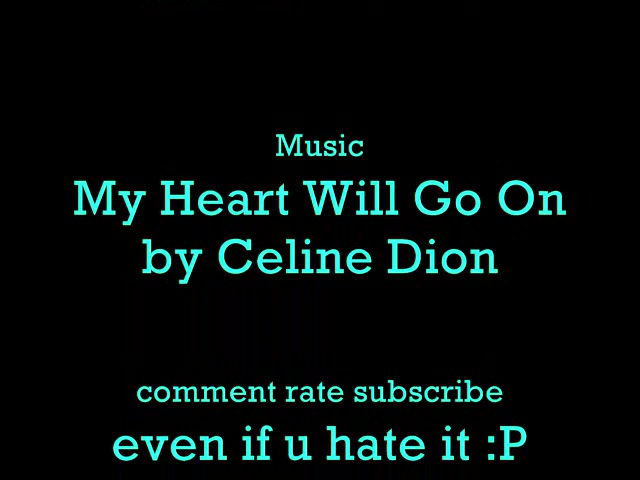 Music
My Heart Will Go On
by Celine Dion
comment rate subscribe
even if u hate it :P